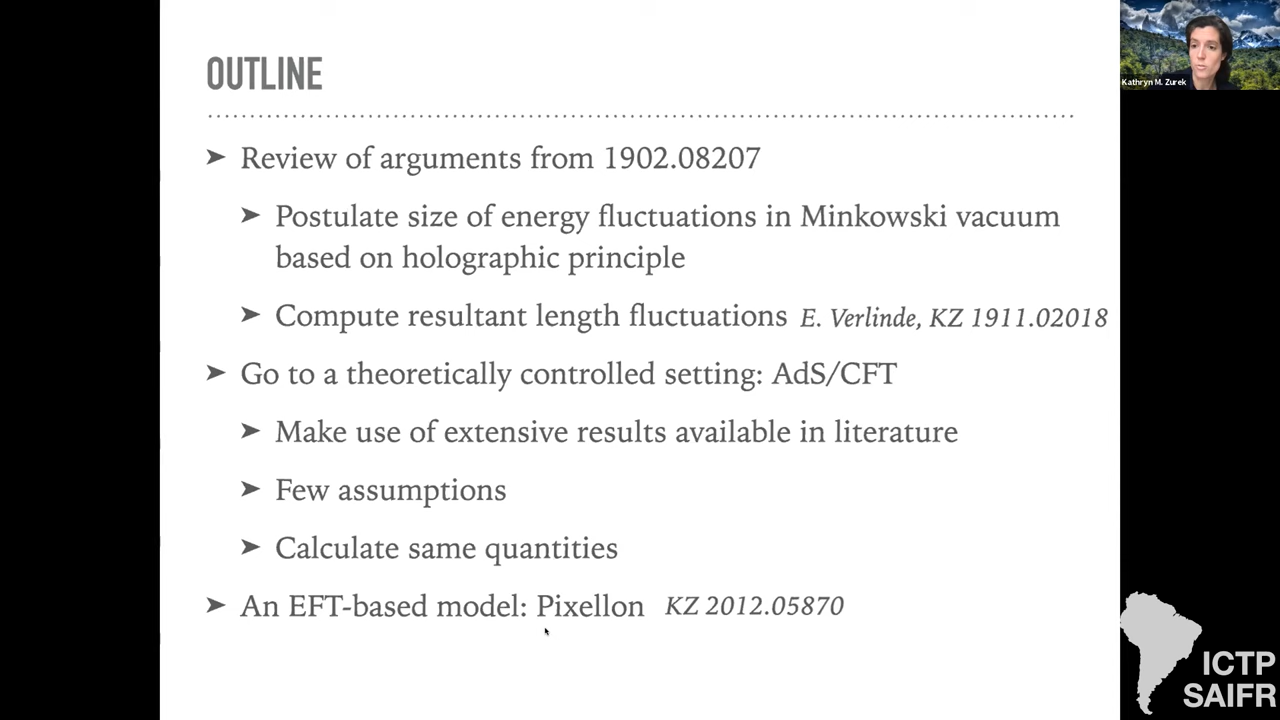 OUTLINE
➤ Review of arguments from 1902.08207
➤ Postulate size of energy fluctuations in Minkowski vacuum
based on holographic principle
➤ Compute resultant length fluctuations E. Verlinde, KZ 1911.02018
➤ Go to a theoretically controlled setting: AdS/CFT
➤ Make use of extensive results available in literature
➤ Few assumptions
➤ Calculate same quantities
➤ An EFT-based model: Pixellon KZ 2012.05870
Kathryn M. Zurek
ICTP
SAIFR